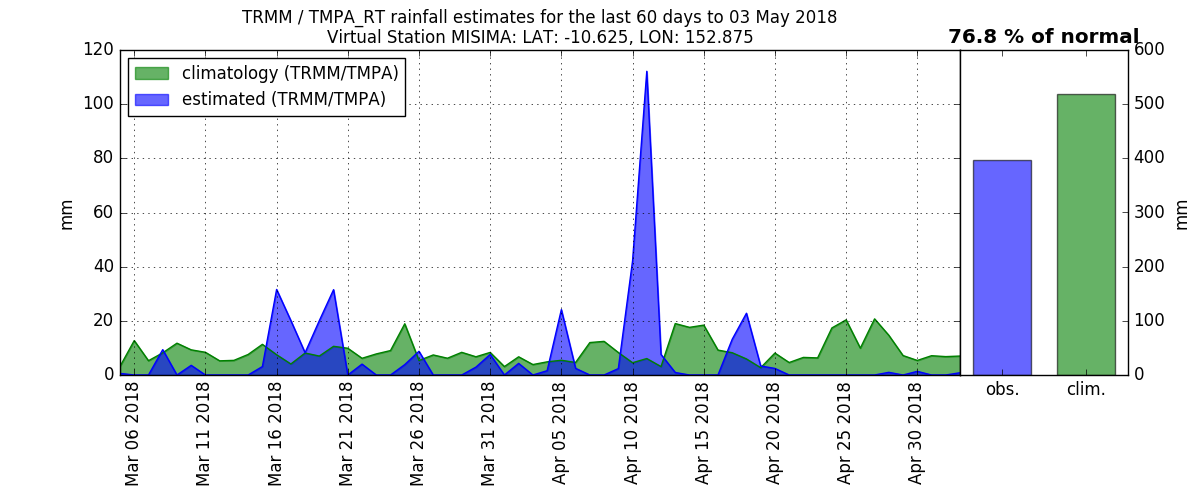 TRMM / TMPA_RT rainfall estimates for the last 60 days to 03 May 2018
Virtual Station MISIMA: LAT: -10.625, LON: 152.875
76.8 % of normal
climatology (TRMM/TMPA)
estimated (TRMM/TMPA)
mm
120
100
80
60
40
20
0
Mar 06 2018
Mar 11 2018
Mar 16 2018
Mar 21 2018
Mar 26 2018
Mar 31 2018
Apr 05 2018
Apr 10 2018
Apr 15 2018
Apr 20 2018
Apr 25 2018
Apr 30 2018
600
500
400
300
200
100
0
mm
obs.
clim.